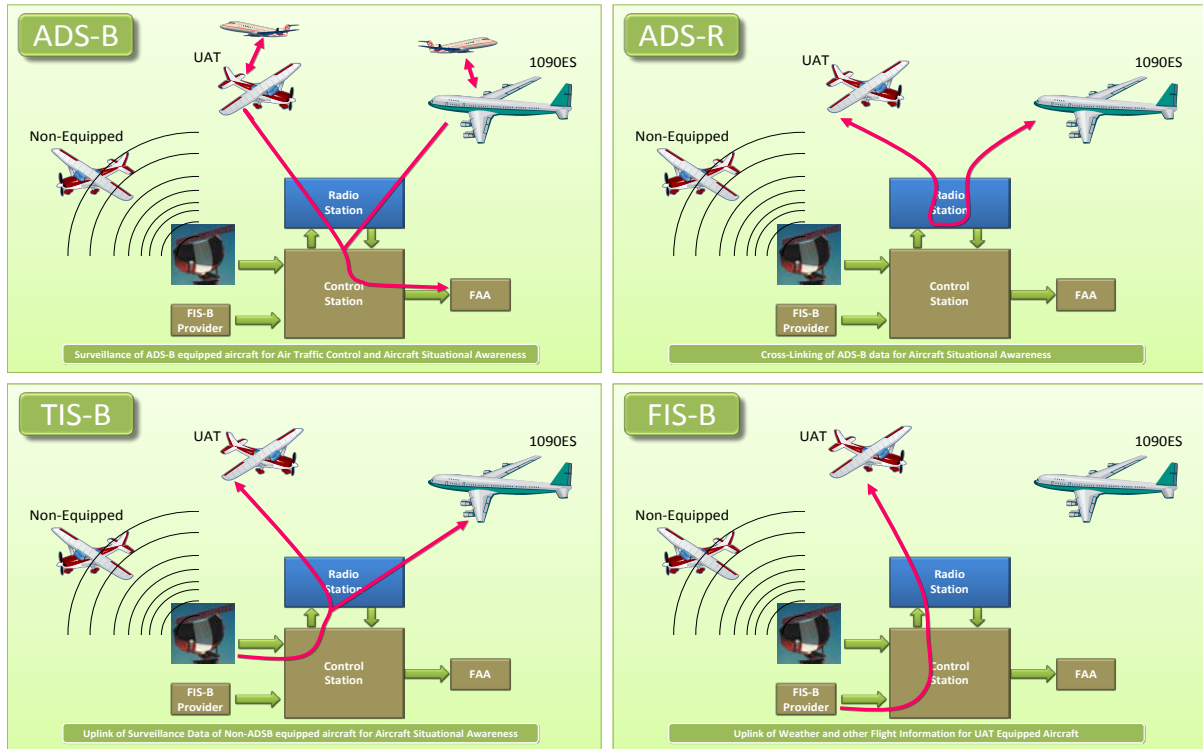 ADS-B
UAT
1090ES
Non-Equipped
Radio
Station
Control
Station
FAA
FIS-B
Provider
Surveillance of ADS-B equipped aircraft for Air Traffic Control and Aircraft Situational Awareness
ADS-R
UAT
1090ES
Non-Equipped
Radio
Station
Control
Station
FAA
FIS-B
Provider
Cross-Linking of ADS-B data for Aircraft Situational Awareness
TIS-B
UAT
1090ES
Non-Equipped
Radio
Station
Control
Station
FAA
FIS-B
Provider
Uplink of Surveillance Data of Non-ADSB equipped aircraft for Aircraft Situational Awareness
FIS-B
UAT
1090ES
Non-Equipped
Radio
Station
Control
Station
FAA
FIS-B
Provider
Uplink of Weather and other Flight Information for UAT Equipped Aircraft